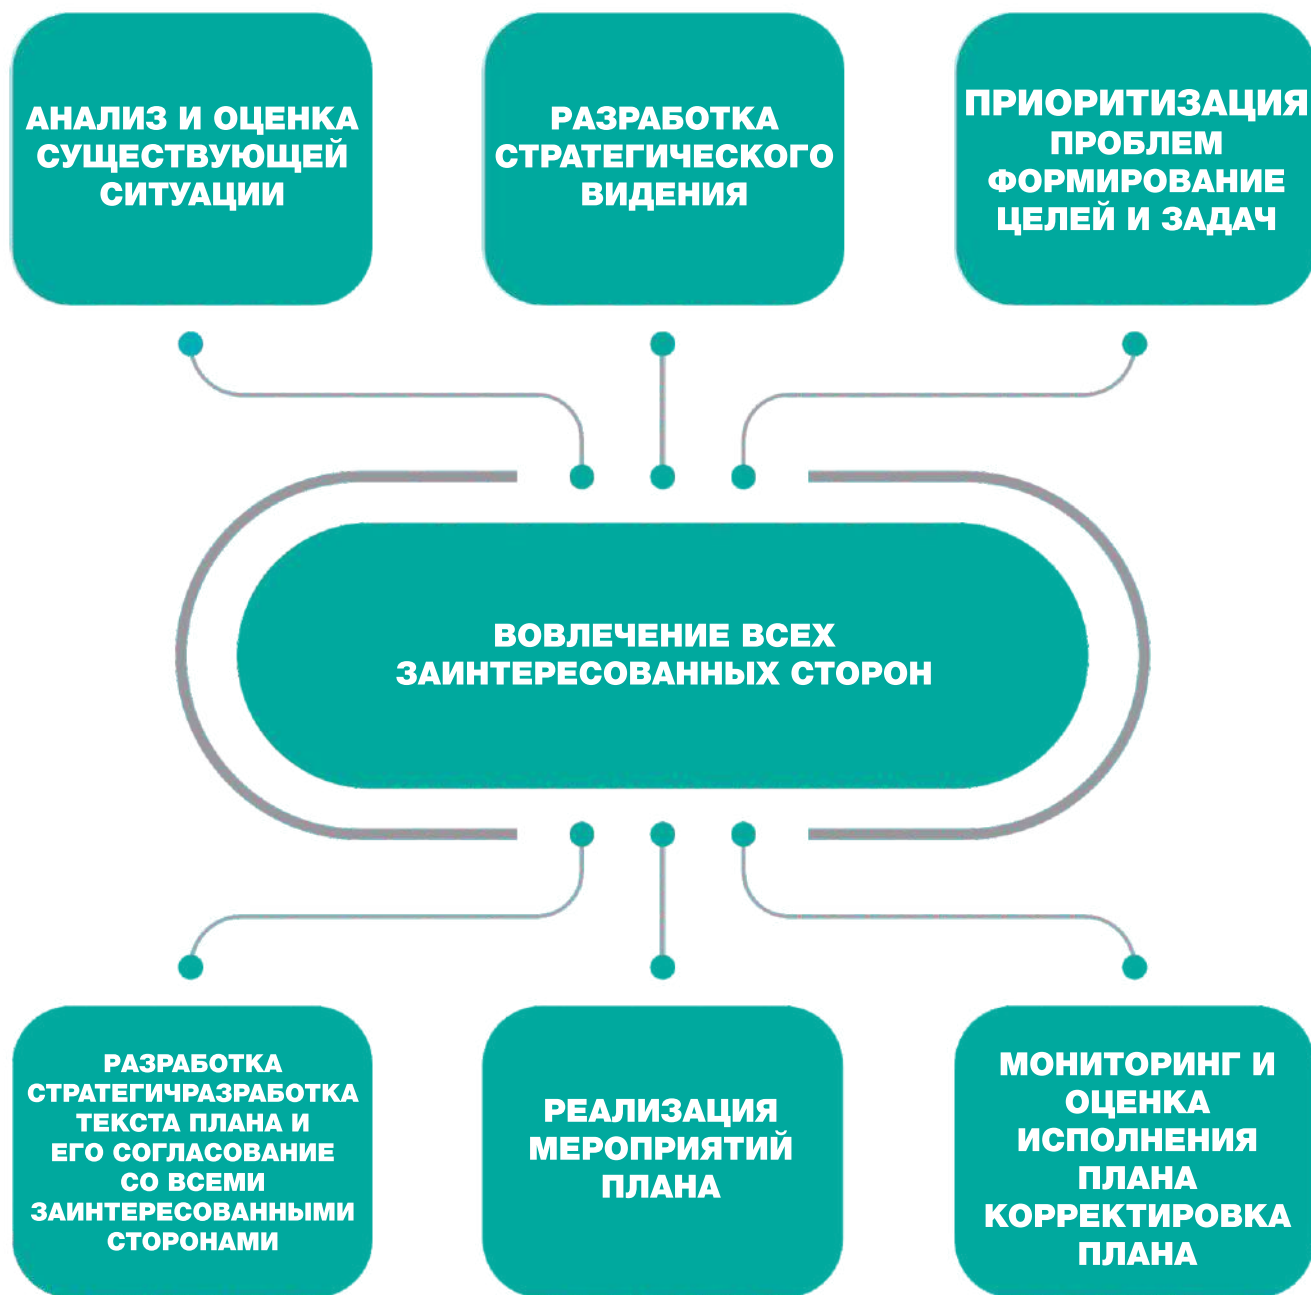 АНАЛИЗ И ОЦЕНКА
СУЩЕСТВУЮЩЕЙ
СИТУАЦИИ
РАЗРАБОТКА
СТРАТЕГИЧЕСКОГО
ВИДЕНИЯ
ПРИОРИТИЗАЦИЯ
ПРОБЛЕМ
ФОРМИРОВАНИЕ
ЦЕЛЕЙ И ЗАДАЧ
ВОВЛЕЧЕНИЕ ВСЕХ
ЗАИНТЕРЕСОВАННЫХ СТОРОН
РАЗРАБОТКА
СТРАТЕГИЧРАЗРАБОТКА
ТЕКСТА ПЛАНА И
ЕГО СОГЛАСОВАНИЕ
СО ВСЕМИ
ЗАИНТЕРЕСОВАННЫМИ
СТОРОНАМИ
РЕАЛИЗАЦИЯ
МЕРОПРИЯТИЙ
ПЛАНА
МОНИТОРИНГ И
ОЦЕНКА
ИСПОЛНЕНИЯ
ПЛАНА
КОРРЕКТИРОВКА
ПЛАНА